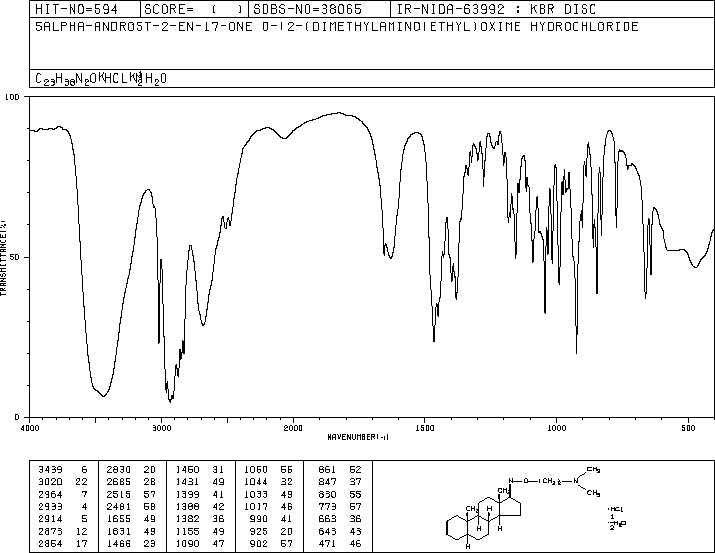 HIT-NO=594 SCORE= ( ) SDBS-NO=38065 IR-NIDA-63992 : KBR DISC
5ALPHA-ANDROST-2-EN-17-ONE O-(2-(DIMETHYLAMINO)ETHYL)OXIME HYDROCHLORIDE
C23H38N2O HCL H2O
100
50
0
TRANSMITTANCE(%)
4000 3000 2000 1500 1000 500
WAVENUMBER(-1)
3439 6 2830 20 1460 31 1060 56 861 52
3020 22 2685 28 1431 49 1044 32 847 37
2964 7 2515 57 1399 41 1033 49 830 55
2933 4 2481 58 1388 42 1017 46 773 57
2914 5 1655 49 1382 36 990 41 663 36
2875 12 1631 49 1155 49 925 20 643 43
2854 17 1466 23 1090 47 902 57 471 46
CH3
N O (CH2)2 N
CH3
CH3
CH3
H H
H
H
·HCl
·1/2H2O